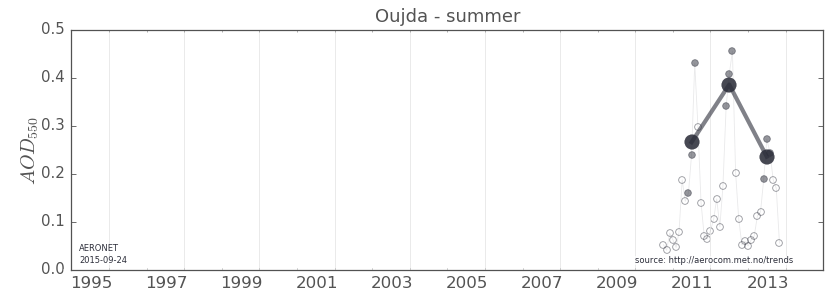 Oujda - summer
0.5
0.4
0.3
0.2
0.1
0.0
AOD550
AERONET
2015-09-24
source: http://aerocom.met.no/trends
1995 1997 1999 2001 2003 2005 2007 2009 2011 2013